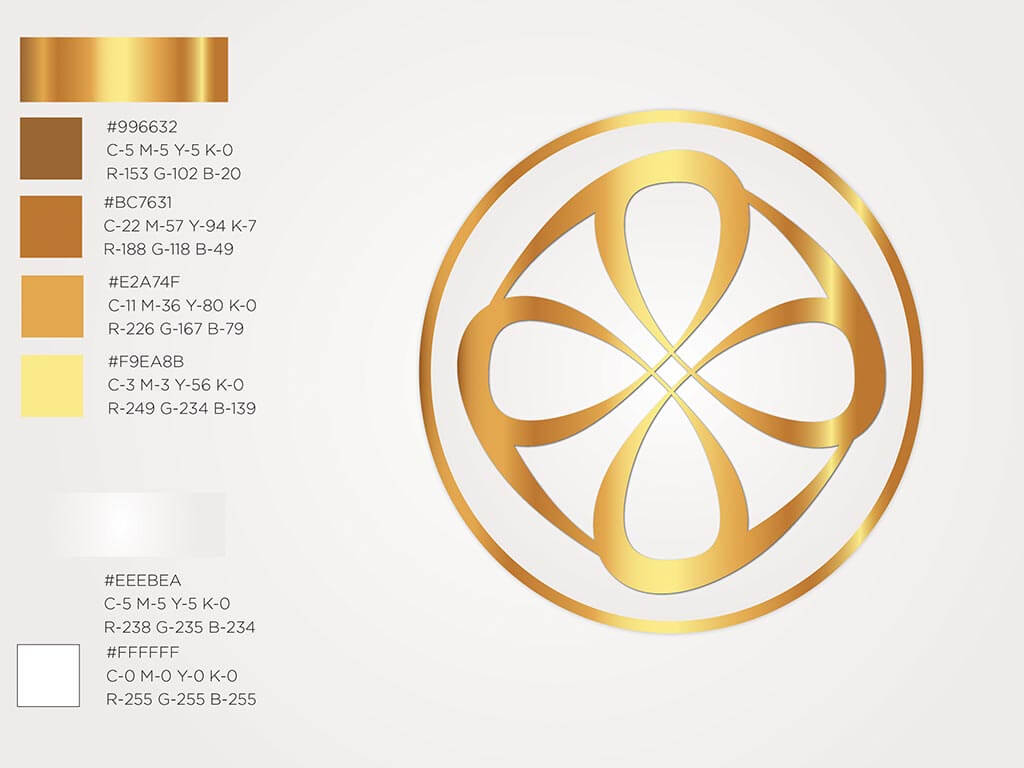 #996632
C-5 M-5 Y-5 K-0
R-153 G-102 B-20
#BC7631
C-22 M-57 Y-94 K-7
R-188 G-118 B-49
#E2A74F
C-11 M-36 Y-80 K-0
R-226 G-167 B-79
#F9EA8B
C-3 M-3 Y-56 K-0
R-249 G-234 B-139
#EEEBEA
C-5 M-5 Y-5 K-0
R-238 G-235 B-234
#FFFFFF
C-0 M-0 Y-0 K-0
R-255 G-255 B-255